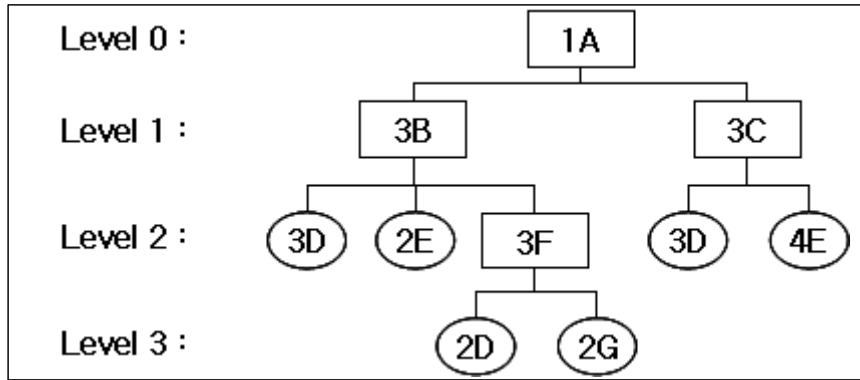 Level 0 : 1A
Level 1 : 3B 3C
Level 2 : 3D 2E 3F 3D 4E
Level 3 : 2D 2G